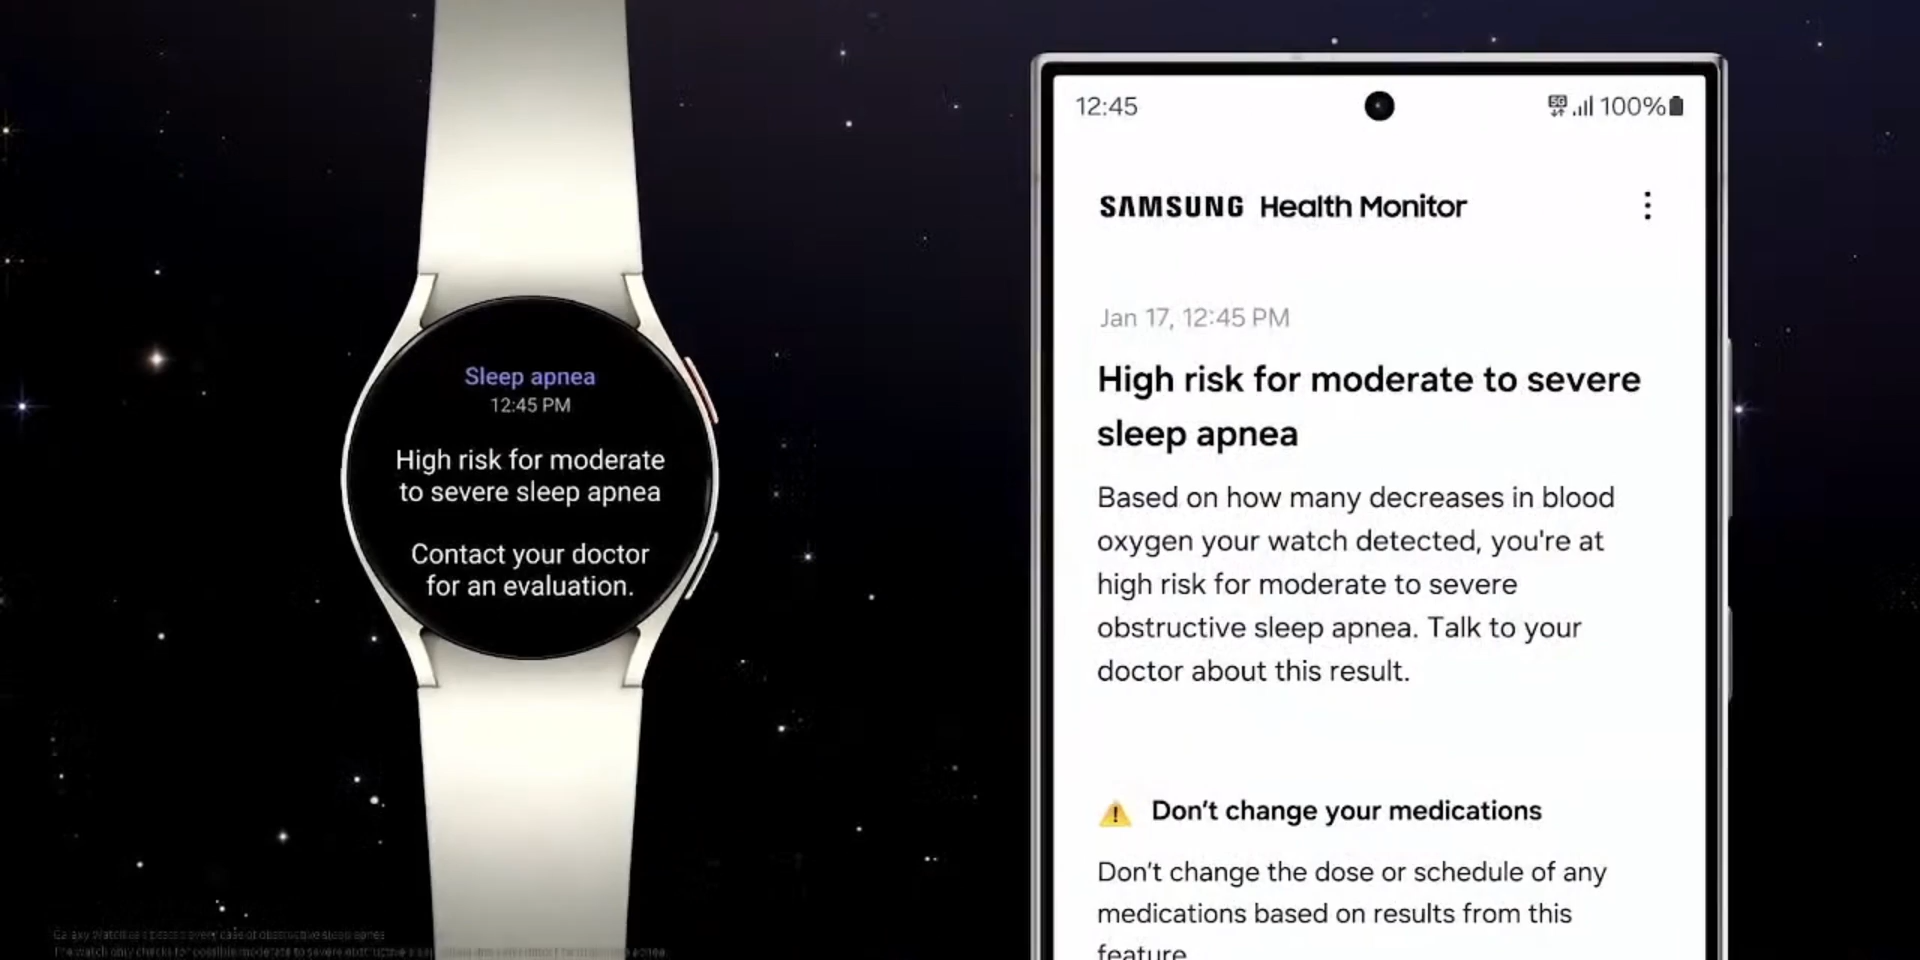 Sleep apnea
12:45 PM
High risk for moderate
to severe sleep apnea
Contact your doctor
for an evaluation.
12:45
5G 100%
SAMSUNG Health Monitor
Jan 17, 12:45 PM
High risk for moderate to severe
sleep apnea
Based on how many decreases in blood
oxygen your watch detected, you're at
high risk for moderate to severe
obstructive sleep apnea. Talk to your
doctor about this result.
Don't change your medications
Don't change the dose or schedule of any
medications based on results from this
feature